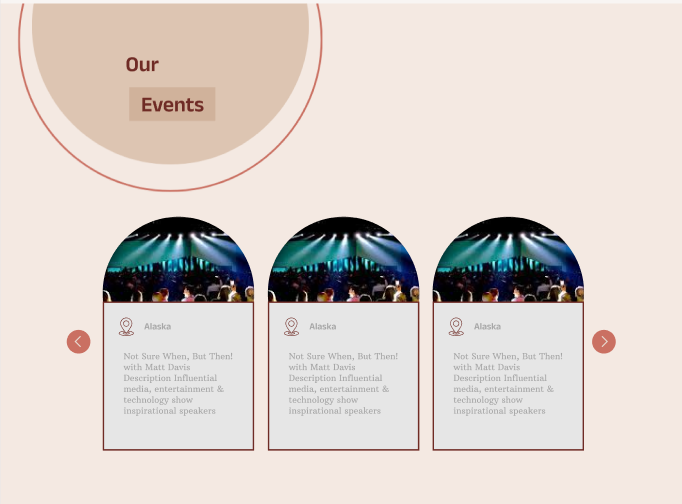 Our
Events
Alaska
Not Sure When, But Then!
with Matt Davis
Description Influential
media, entertainment &
technology show
inspirational speakers
Alaska
Not Sure When, But Then!
with Matt Davis
Description Influential
media, entertainment &
technology show
inspirational speakers
Alaska
Not Sure When, But Then!
with Matt Davis
Description Influential
media, entertainment &
technology show
inspirational speakers